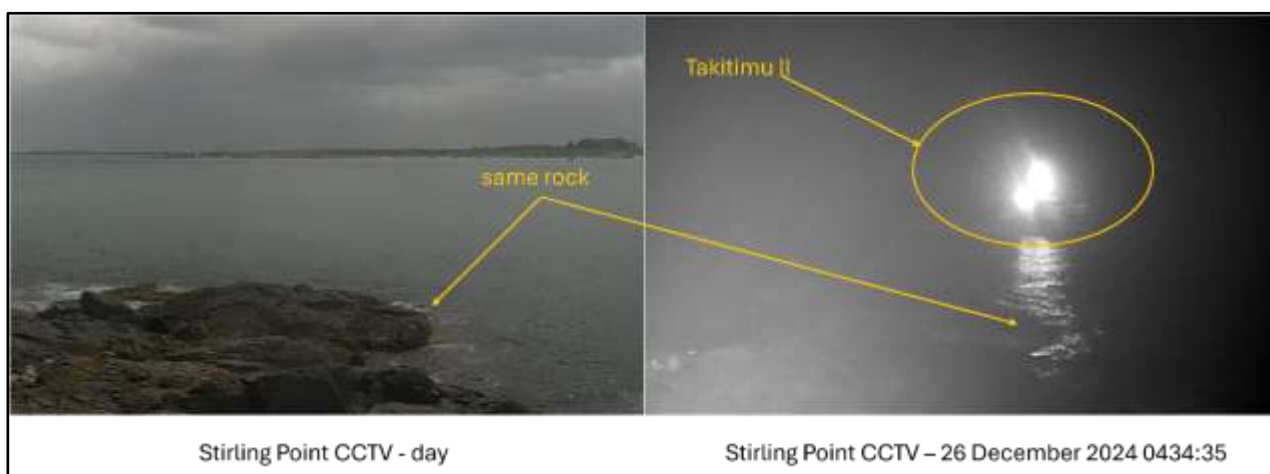 Takitimu II
same rock
Stirling Point CCTV - day
Stirling Point CCTV – 26 December 2024 0434:35